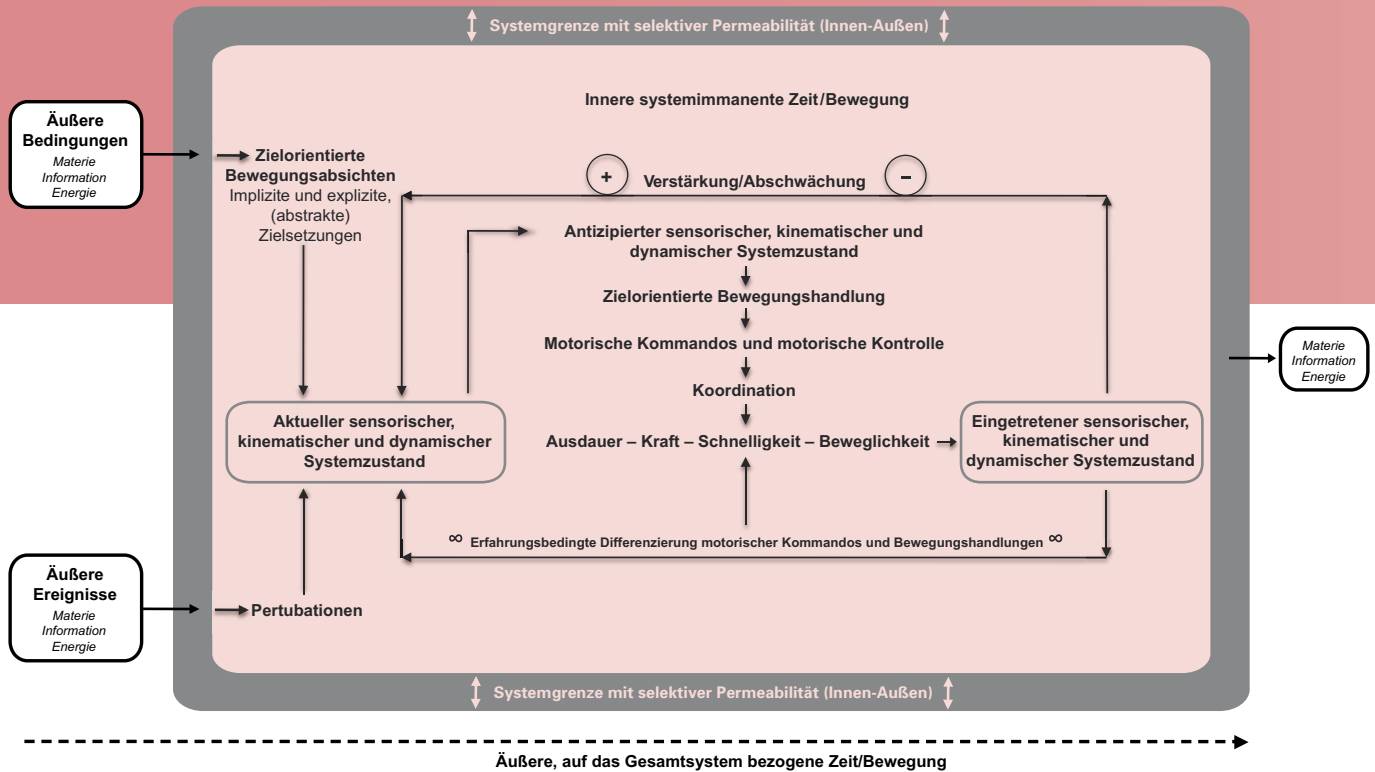 Systemgrenze mit selektiver Permeabilität (Innen-Außen)
Innere systemimmanente Zeit/Bewegung
Äußere
Bedingungen
Materie
Information
Energie
Zielorientierte
Bewegungsabsichten
Implizite und explizite,
(abstrakte)
Zielsetzungen
+
Verstärkung/Abschwächung
–
Antizipierter sensorischer, kinematischer und
dynamischer Systemzustand
Zielorientierte Bewegungshandlung
Motorische Kommandos und motorische Kontrolle
Koordination
Ausdauer – Kraft – Schnelligkeit – Beweglichkeit
Aktueller sensorischer,
kinematischer und dynamischer
Systemzustand
Eingetretener sensorischer,
kinematischer und
dynamischer Systemzustand
Materie
Information
Energie
∞ Erfahrungsbedingte Differenzierung motorischer Kommandos und Bewegungshandlungen ∞
Äußere
Ereignisse
Materie
Information
Energie
Pertubationen
Systemgrenze mit selektiver Permeabilität (Innen-Außen)
Äußere, auf das Gesamtsystem bezogene Zeit/Bewegung